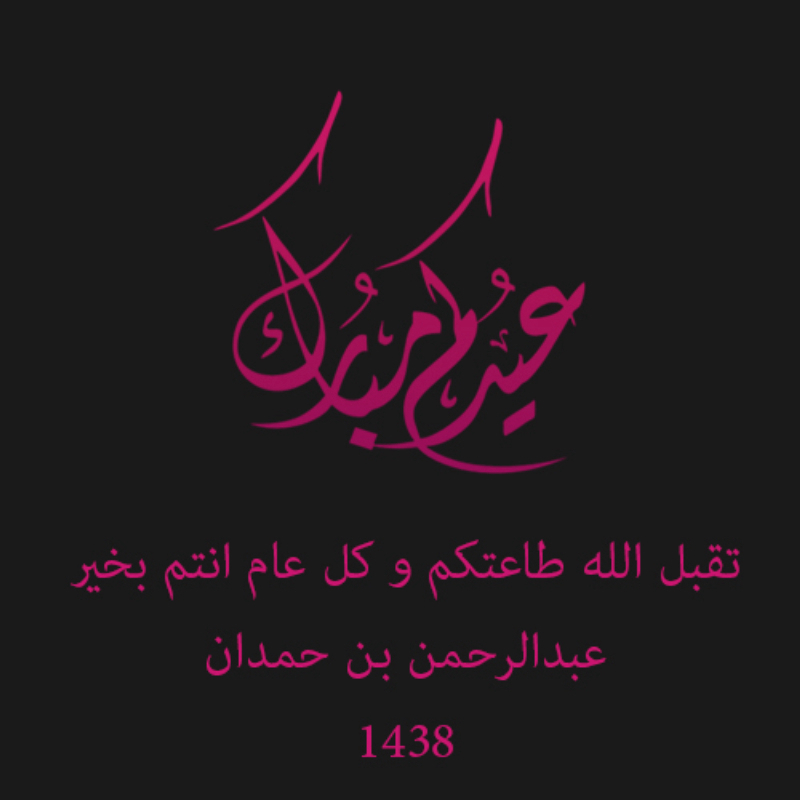 عيدكم مبارك
تقبل الله طاعتكم و كل عام انتم بخير
عبدالرحمن بن حمدان
1438